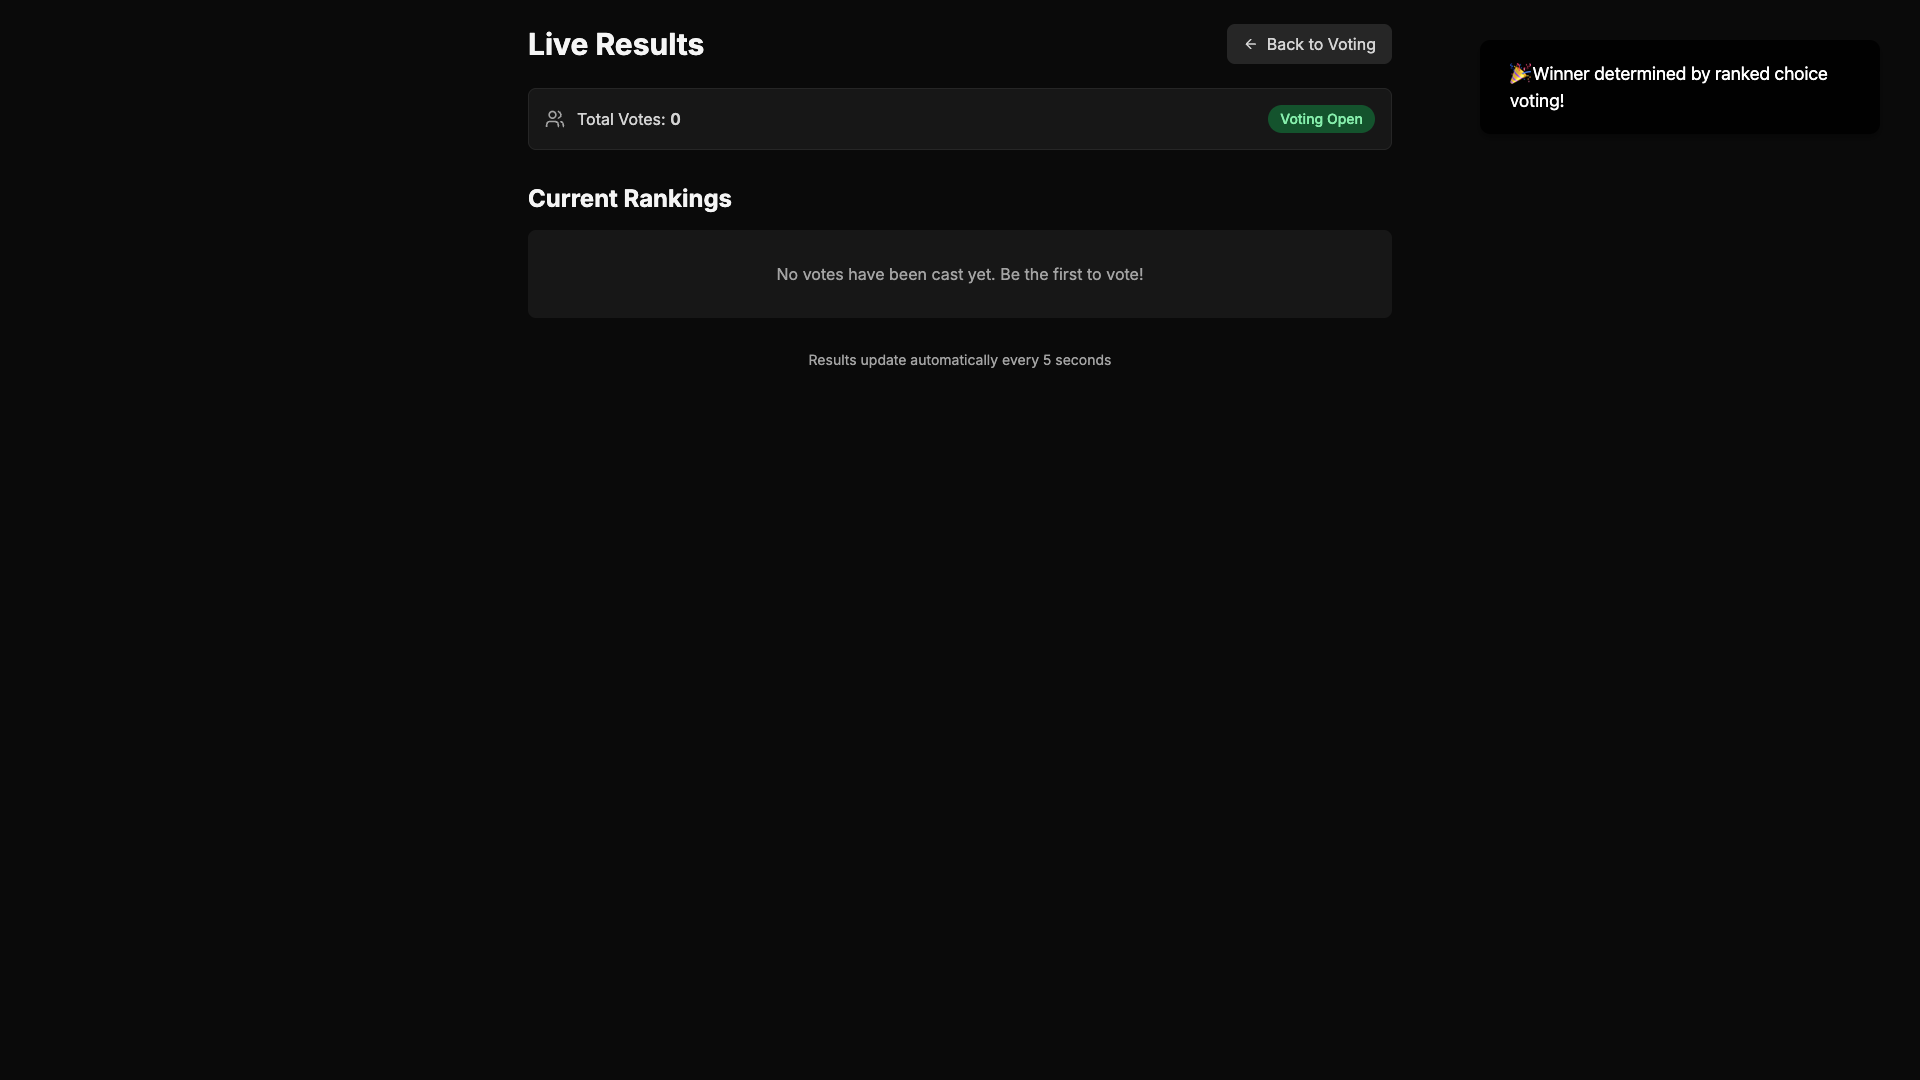 Live Results
Back to Voting
🎉Winner determined by ranked choice
voting!
Total Votes: 0
Voting Open
Current Rankings
No votes have been cast yet. Be the first to vote!
Results update automatically every 5 seconds